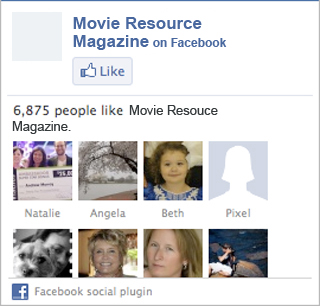 Movie Resource
Magazine on Facebook
Like
6,875 people like Movie Resouce
Magazine.
Natalie Angela Beth Pixel
Facebook social plugin